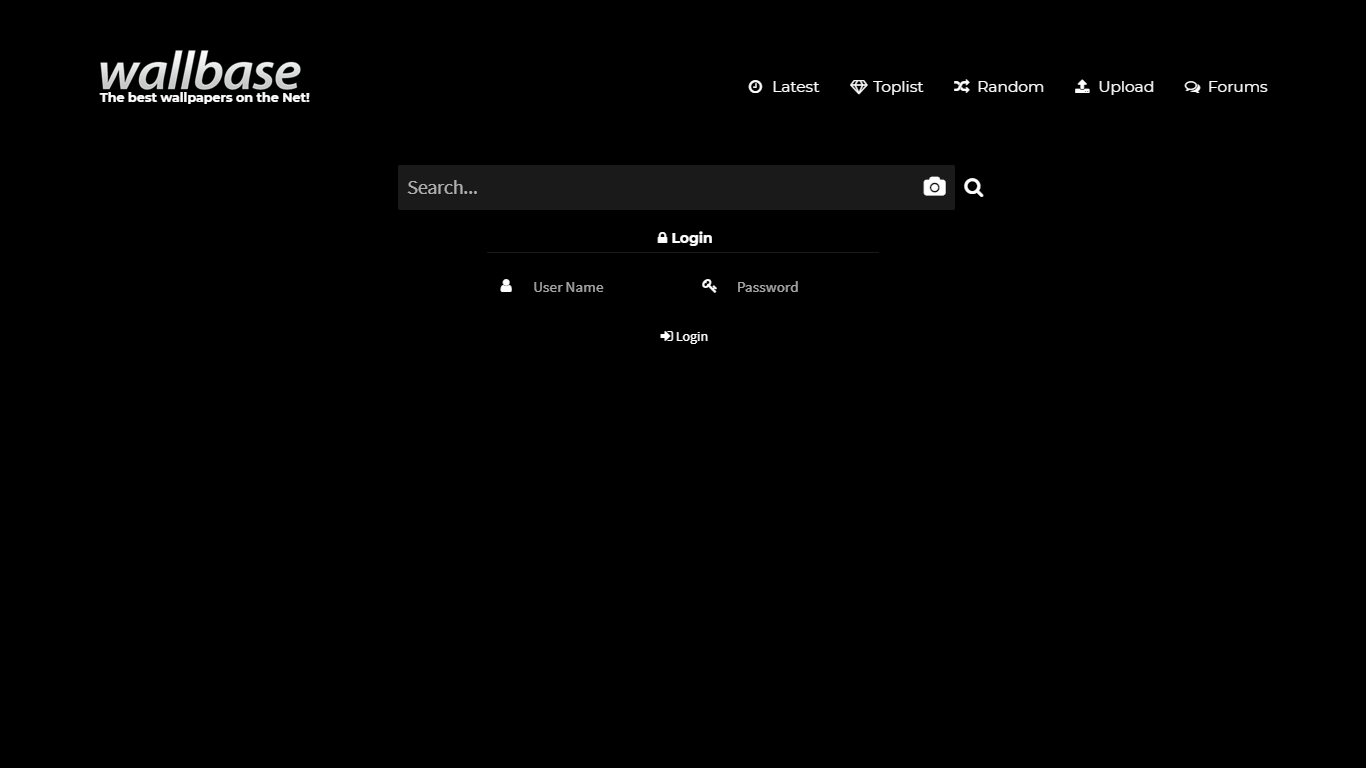 wallbase
The best wallpapers on the Net!
Latest Toplist Random Upload Forums
Search...
Login
User Name Password
Login